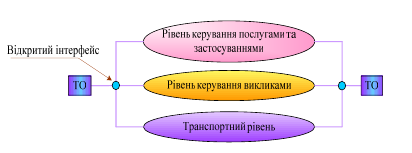 Рівень керування послугами та
застосуваннями
Відкритий інтерфейс
ТО
Рівень керування викликами
ТО
Транспортний рівень